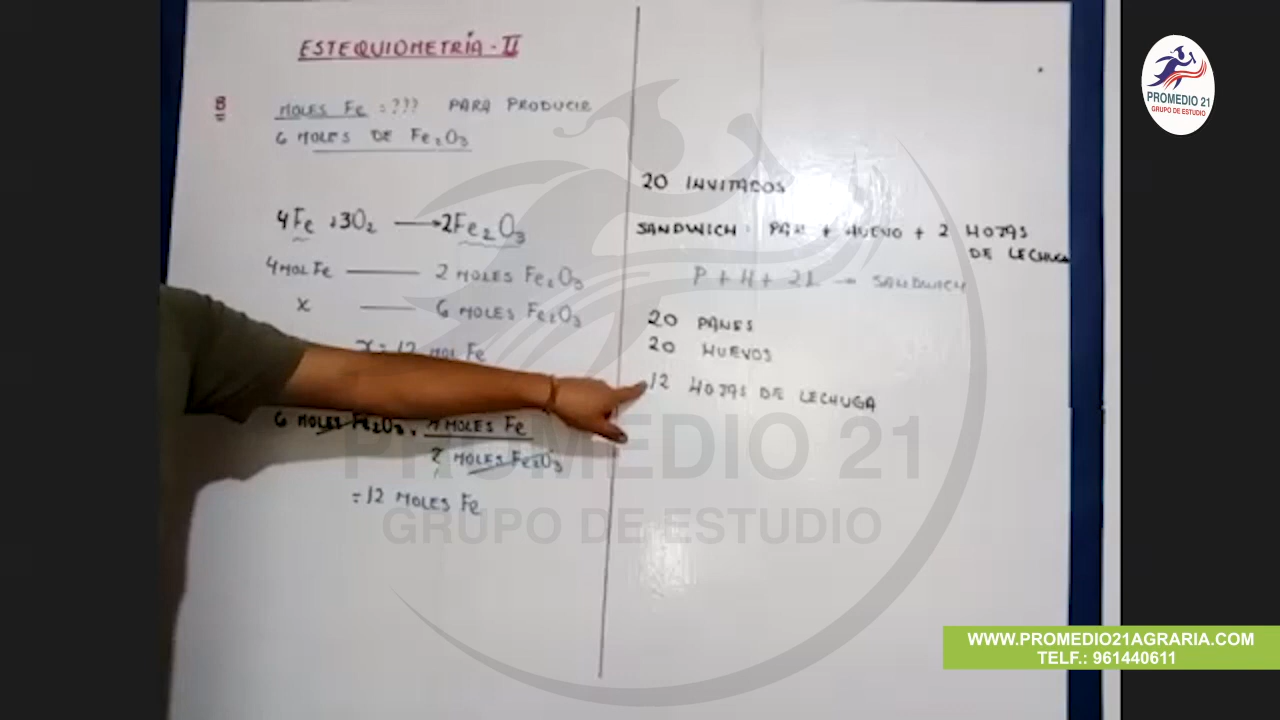 ESTEQUIOMETRÍA - II
8
MOLES Fe : ??? PARA PRODUCIR
6 MOLES DE Fe₂O₃
4Fe + 3O₂ → 2Fe₂O₃
4 MOL Fe —— 2 MOLES Fe₂O₃
x —— 6 MOLES Fe₂O₃
x = 12 MOL Fe
6 MOLES Fe₂O₃ . 4 MOLES Fe
2 MOLES Fe₂O₃
= 12 MOLES Fe
20 INVITADOS
SANDWICH : PAN + HUEVO + 2 HOJAS
DE LECHUGA
P + H + 2L → SANDWICH
20 PANES
20 HUEVOS
12 HOJAS DE LECHUGA
PROMEDIO 21
GRUPO DE ESTUDIO
PROMEDIO 21
GRUPO DE ESTUDIO
WWW.PROMEDIO21AGRARIA.COM
TELF.: 961440611